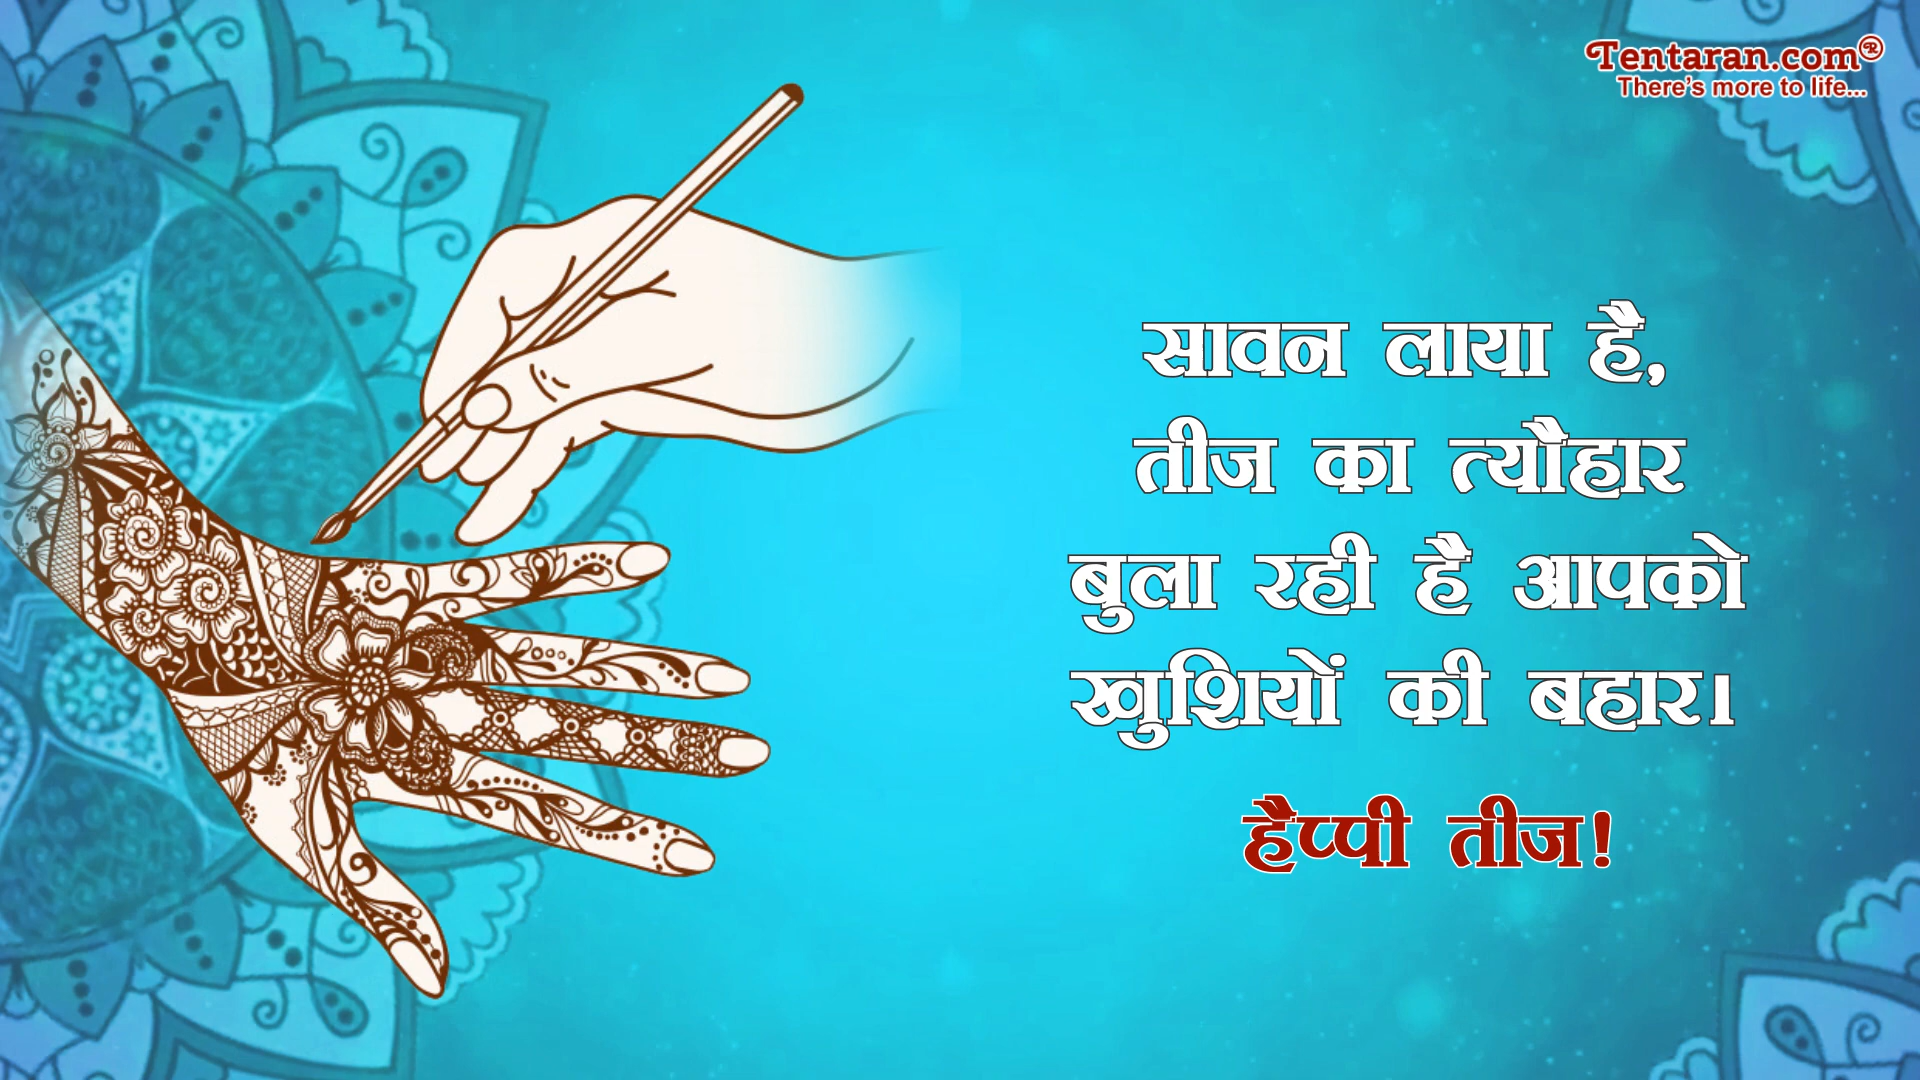 Tentaran.com®
There's more to life...
सावन लाया है,
तीज का त्यौहार
बुला रही है आपको
खुशियों की बहार।
हैप्पी तीज!